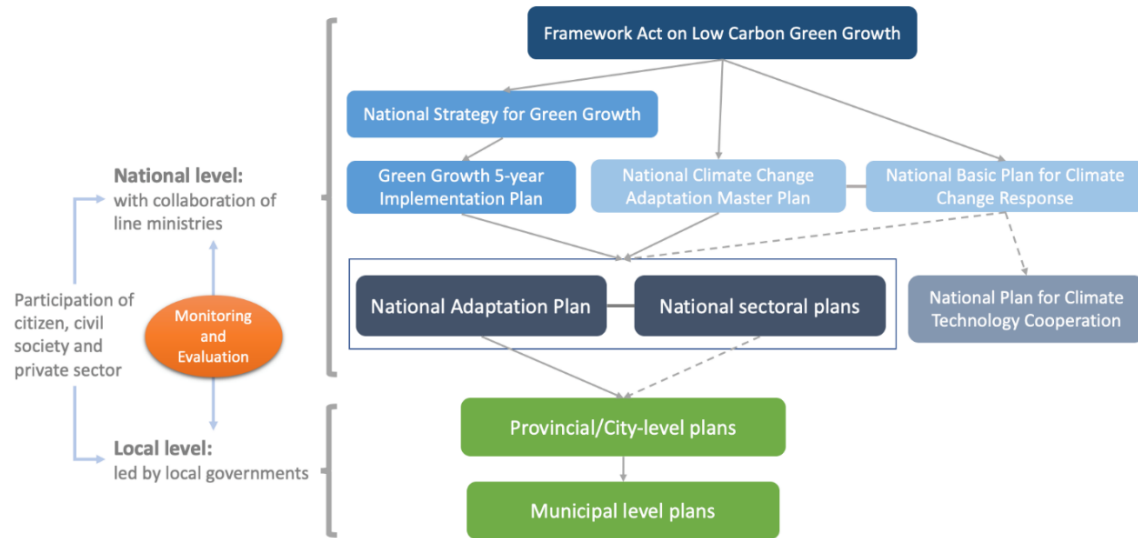 Framework Act on Low Carbon Green Growth
National Strategy for Green Growth
Green Growth 5-year
Implementation Plan
National Climate Change
Adaptation Master Plan
National Basic Plan for Climate
Change Response
National level:
with collaboration of
line ministries
Participation of
citizen, civil
society and
private sector
Monitoring
and
Evaluation
National Adaptation Plan
National sectoral plans
National Plan for Climate
Technology Cooperation
Local level:
led by local governments
Provincial/City-level plans
Municipal level plans